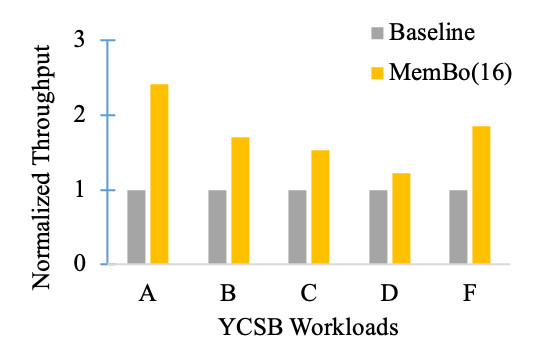 Baseline
MemBo(16)
Normalized Throughput
3
2
1
0
A B C D F
YCSB Workloads